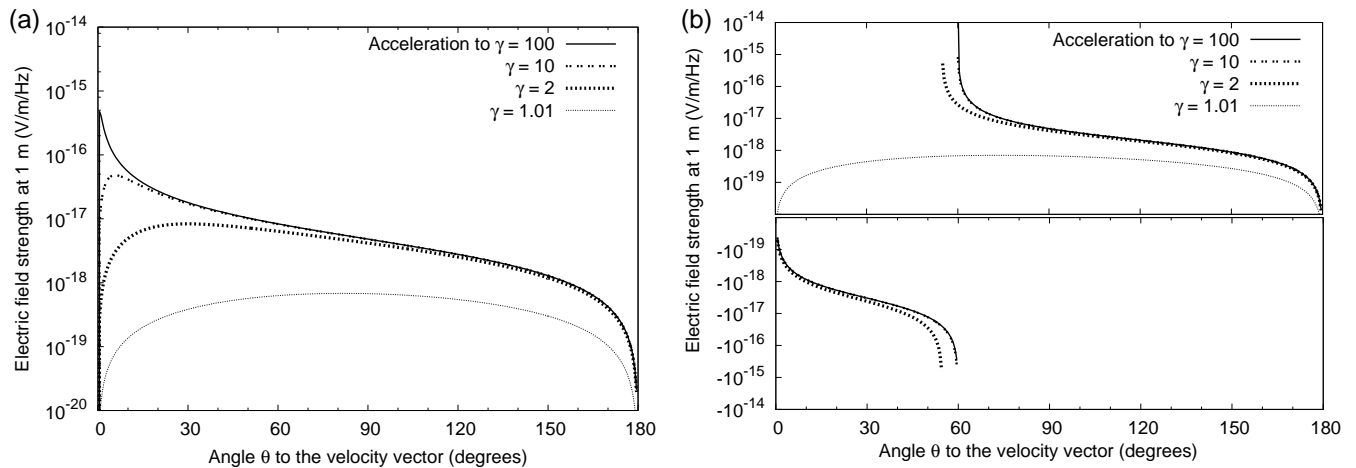 (a)
Electric field strength at 1 m (V/m/Hz)
10^-14
10^-15
10^-16
10^-17
10^-18
10^-19
10^-20
Acceleration to γ = 100
γ = 10
γ = 2
γ = 1.01
0 30 60 90 120 150 180
Angle θ to the velocity vector (degrees)
(b)
Electric field strength at 1 m (V/m/Hz)
10^-14
10^-15
10^-16
10^-17
10^-18
10^-19
Acceleration to γ = 100
γ = 10
γ = 2
γ = 1.01
-10^-19
-10^-18
-10^-17
-10^-16
-10^-15
-10^-14
0 30 60 90 120 150 180
Angle θ to the velocity vector (degrees)